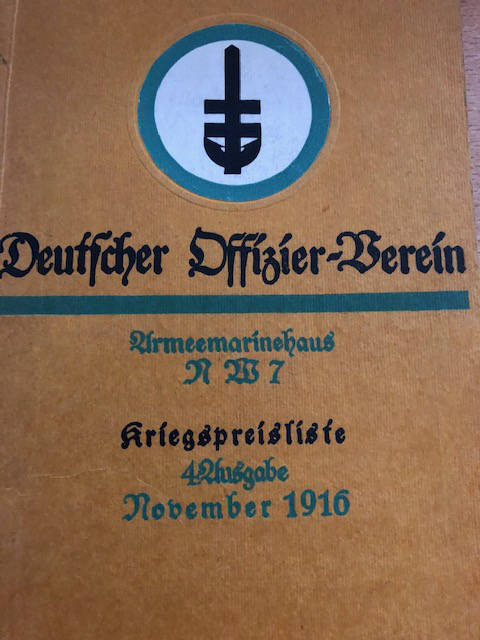 Deutscher Offizier-Verein
Armeemarinehaus
N W 7
Kriegspreisliste
4 Ausgabe
November 1916